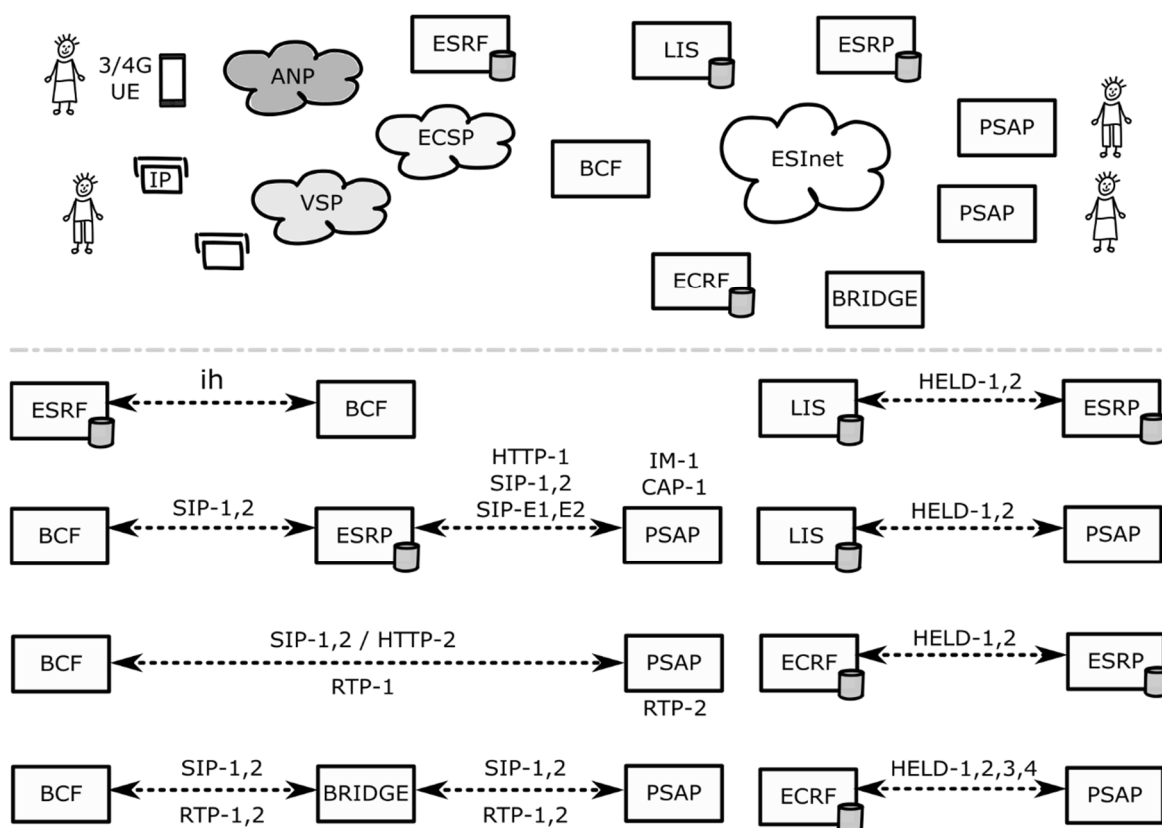 ESRF
LIS
ESRP
3/4G
UE
ANP
ECSP
PSAP
BCF
ESInet
IP
VSP
PSAP
ECRF
BRIDGE
ih
ESRF
BCF
HELD-1,2
LIS
ESRP
HTTP-1
SIP-1,2
SIP-E1,E2
IM-1
CAP-1
SIP-1,2
BCF
ESRP
PSAP
HELD-1,2
LIS
PSAP
SIP-1,2 / HTTP-2
BCF
PSAP
RTP-1
RTP-2
HELD-1,2
ECRF
ESRP
SIP-1,2
SIP-1,2
BCF
BRIDGE
PSAP
RTP-1,2
RTP-1,2
HELD-1,2,3,4
ECRF
PSAP